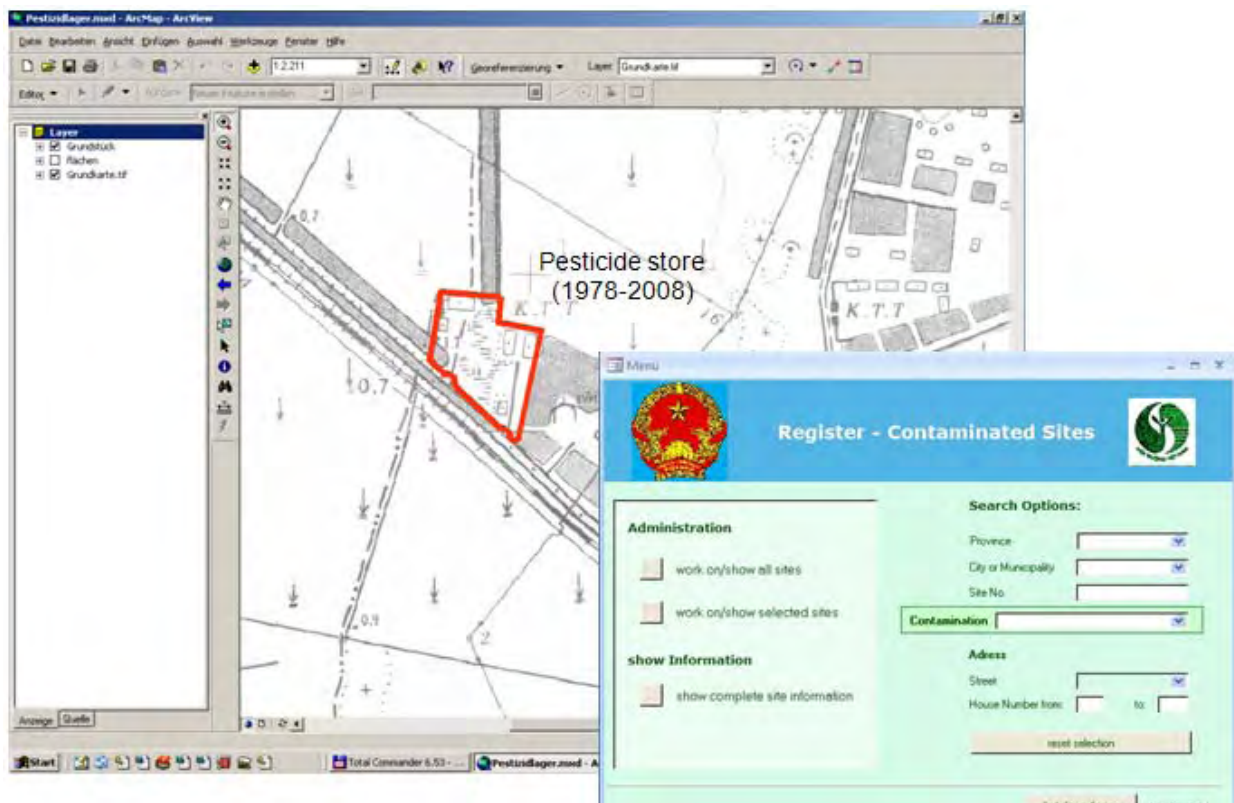 Pestizidlager.mxd - ArcMap - ArcView
Datei Bearbeiten Ansicht Einfügen Auswahl Werkzeuge Fenster Hilfe
1:2.211 Georeferenzierung Layer: Grundkarte.tif
Editor
Layer
Grundstück
flächen
Grundkarte.tif
0.7
Pesticide store
(1978-2008)
K.T.T
16
K.T.T
0.7
0.9
2
Anzeige Quelle
Start Total Commander 6.53 - ... Pestizidlager.mxd - A
Menu
Register - Contaminated Sites
Administration
work on/show all sites
work on/show selected sites
show Information
show complete site information
Search Options:
Province
City or Municipality
Site No.
Contamination
Adress
Street
House Number from: to:
reset selection